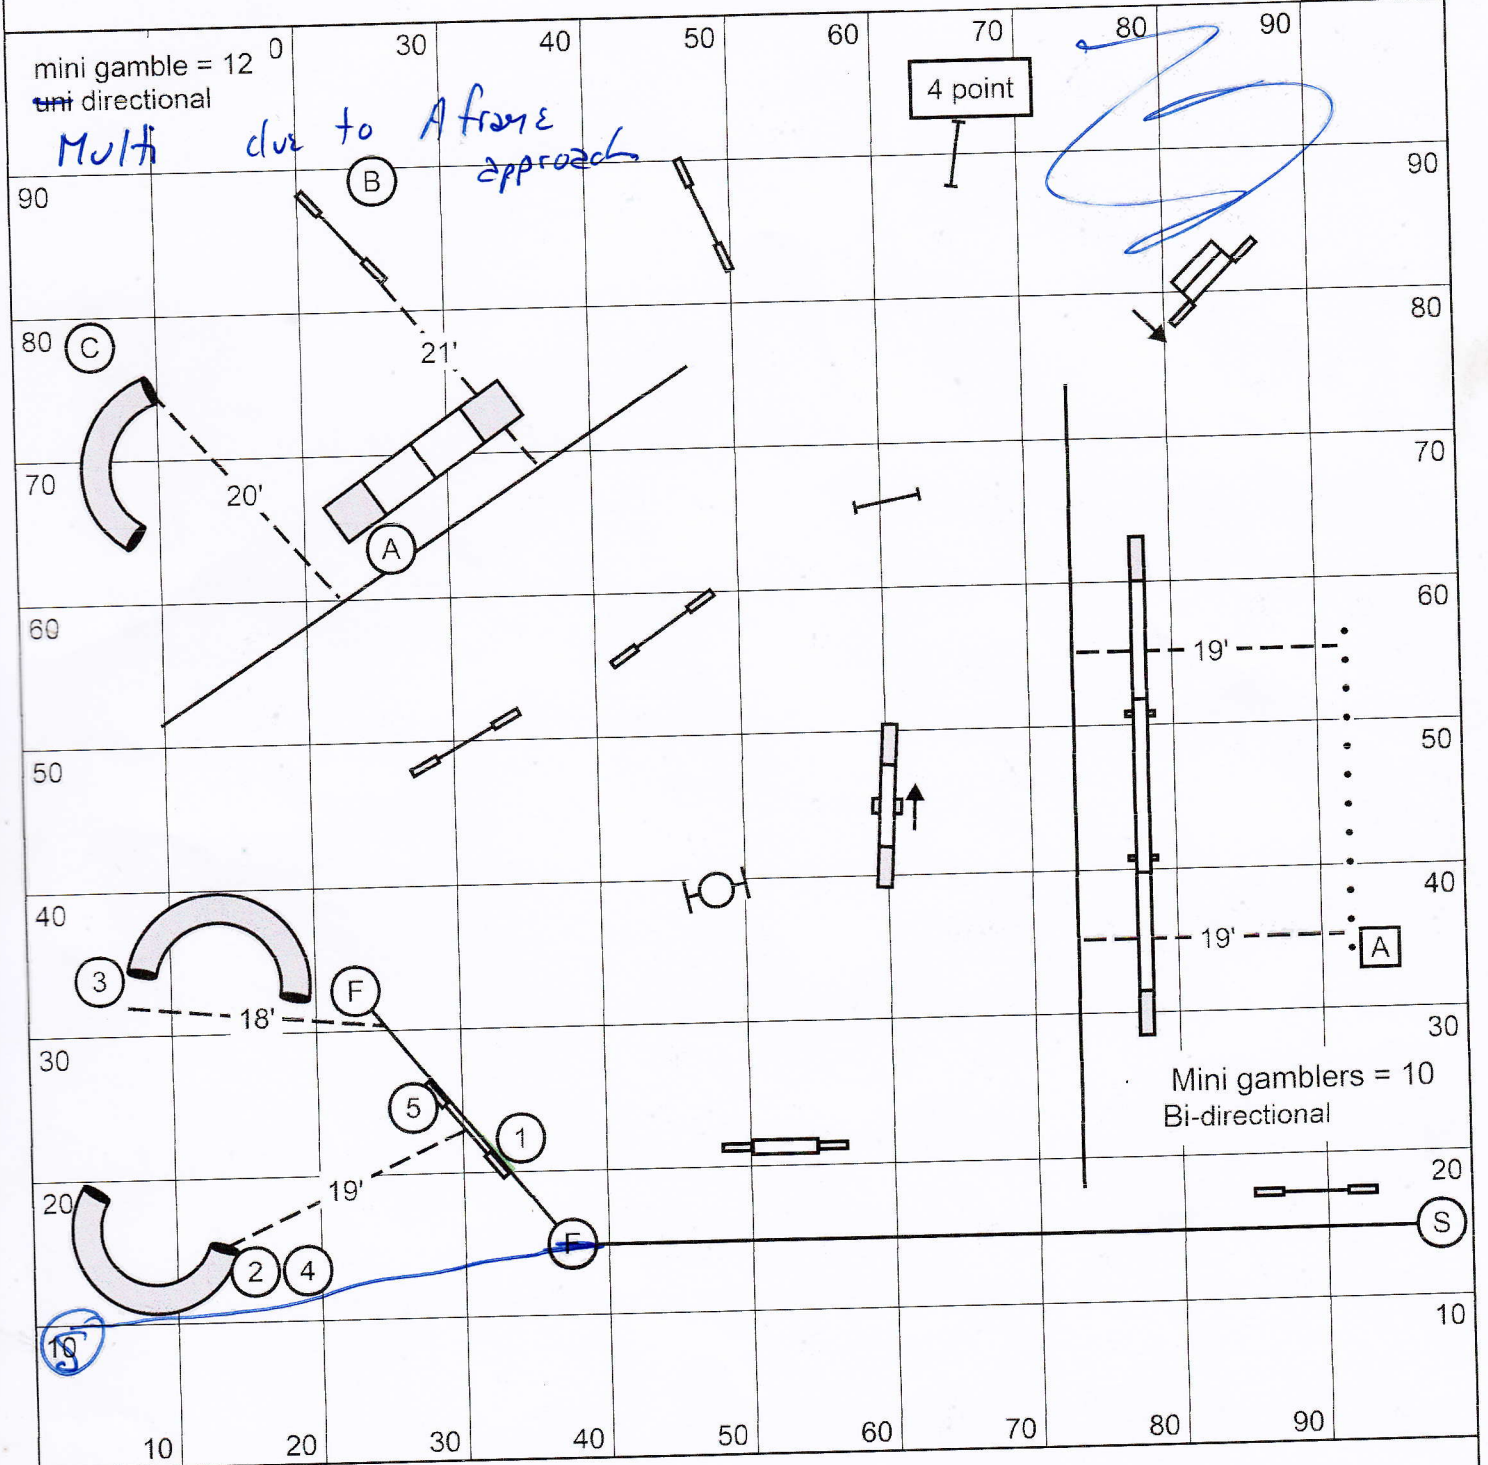 0 30 40 50 60 70 80 90
mini gamble = 12
uni directional
Multi due to A frame
approach
4 point
B
90 90
C
80 80
21'
70 70
20'
A
60 60
19'
50 50
40 40
19' A
3 F
18'
30 30
Mini gamblers = 10
Bi-directional
5 1
20 20
19'
F S
2 4
10 10
S
10 20 30 40 50 60 70 80 90